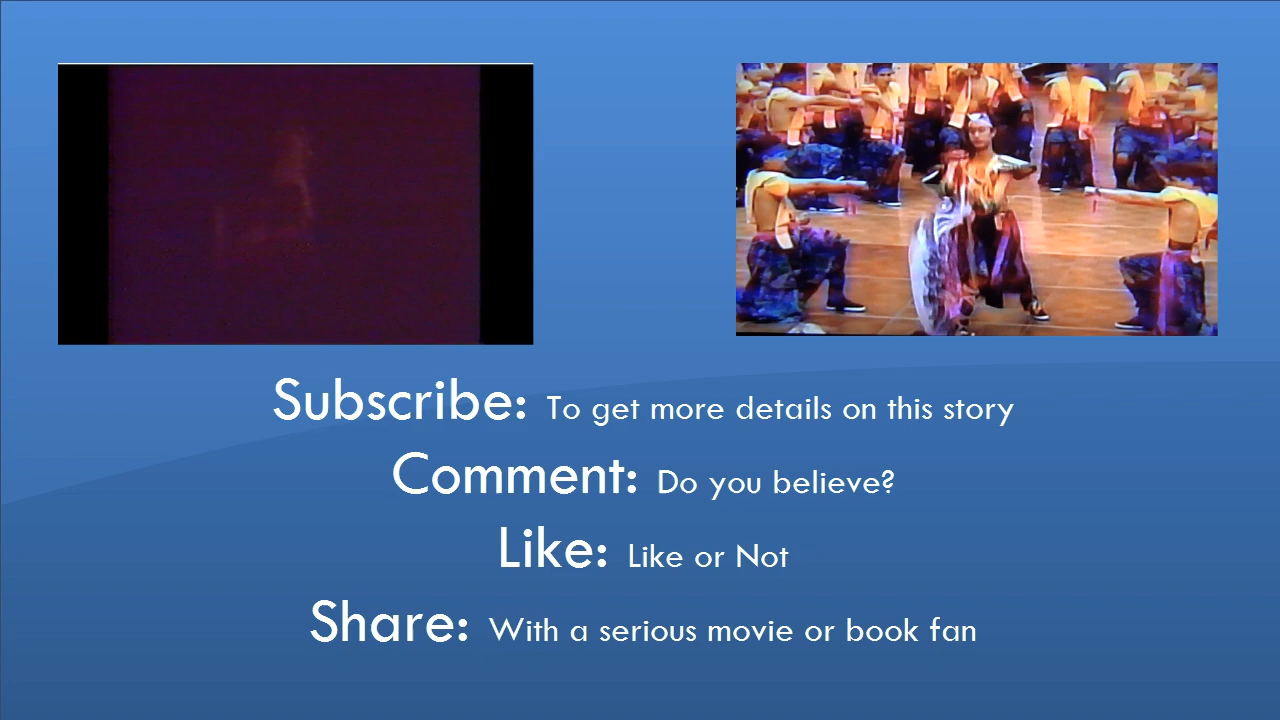 Subscribe: To get more details on this story
Comment: Do you believe?
Like: Like or Not
Share: With a serious movie or book fan